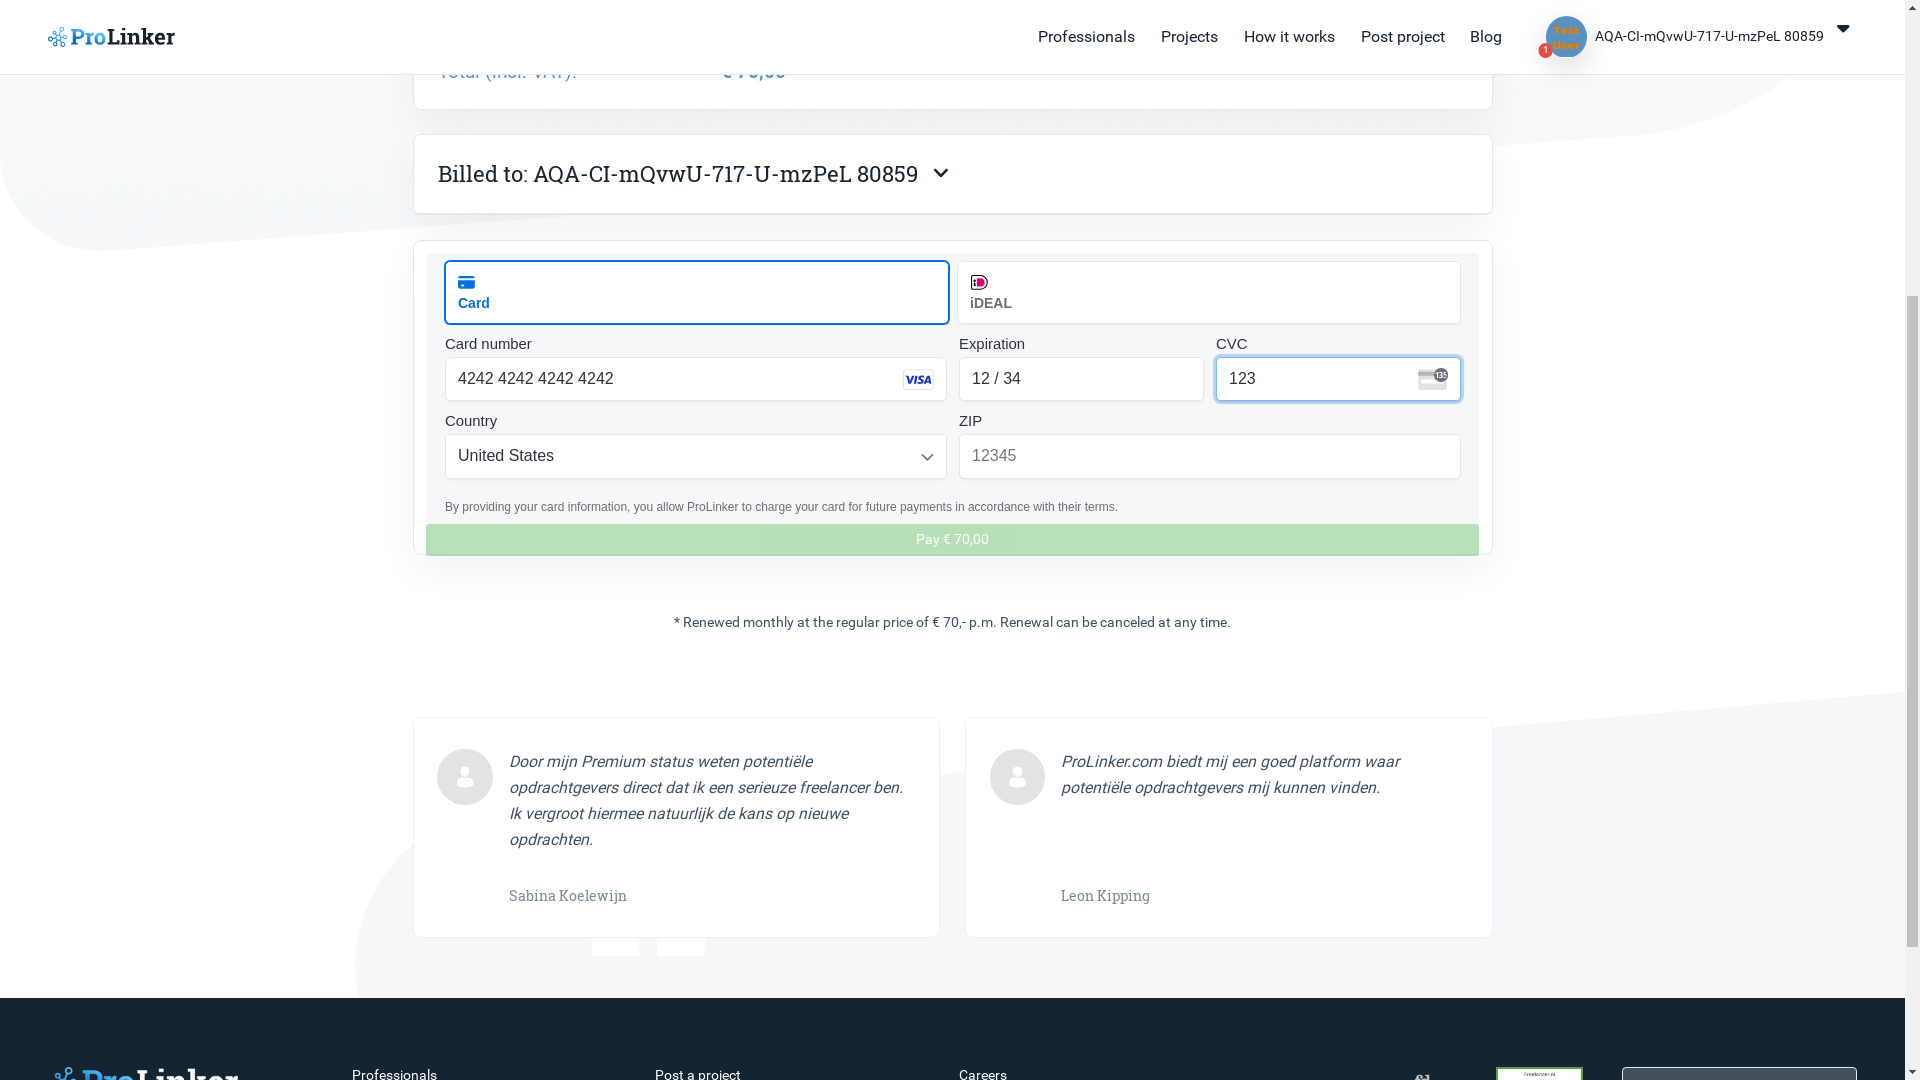 ProLinker
Professionals
Projects
How it works
Post project
Blog
Test User
1
AQA-CI-mQvwU-717-U-mzPeL 80859
Total (incl. VAT):
€ 70,00
Billed to: AQA-CI-mQvwU-717-U-mzPeL 80859
Card
iDEAL
Card number
Expiration
CVC
4242 4242 4242 4242
VISA
12 / 34
123
135
Country
ZIP
United States
12345
By providing your card information, you allow ProLinker to charge your card for future payments in accordance with their terms.
Pay € 70,00
* Renewed monthly at the regular price of € 70,- p.m. Renewal can be canceled at any time.
Door mijn Premium status weten potentiële
opdrachtgevers direct dat ik een serieuze freelancer ben.
Ik vergroot hiermee natuurlijk de kans op nieuwe
opdrachten.
Sabina Koelewijn
ProLinker.com biedt mij een goed platform waar
potentiële opdrachtgevers mij kunnen vinden.
Leon Kipping
ProLinker
Professionals
Post a project
Careers
Freelancer.nl